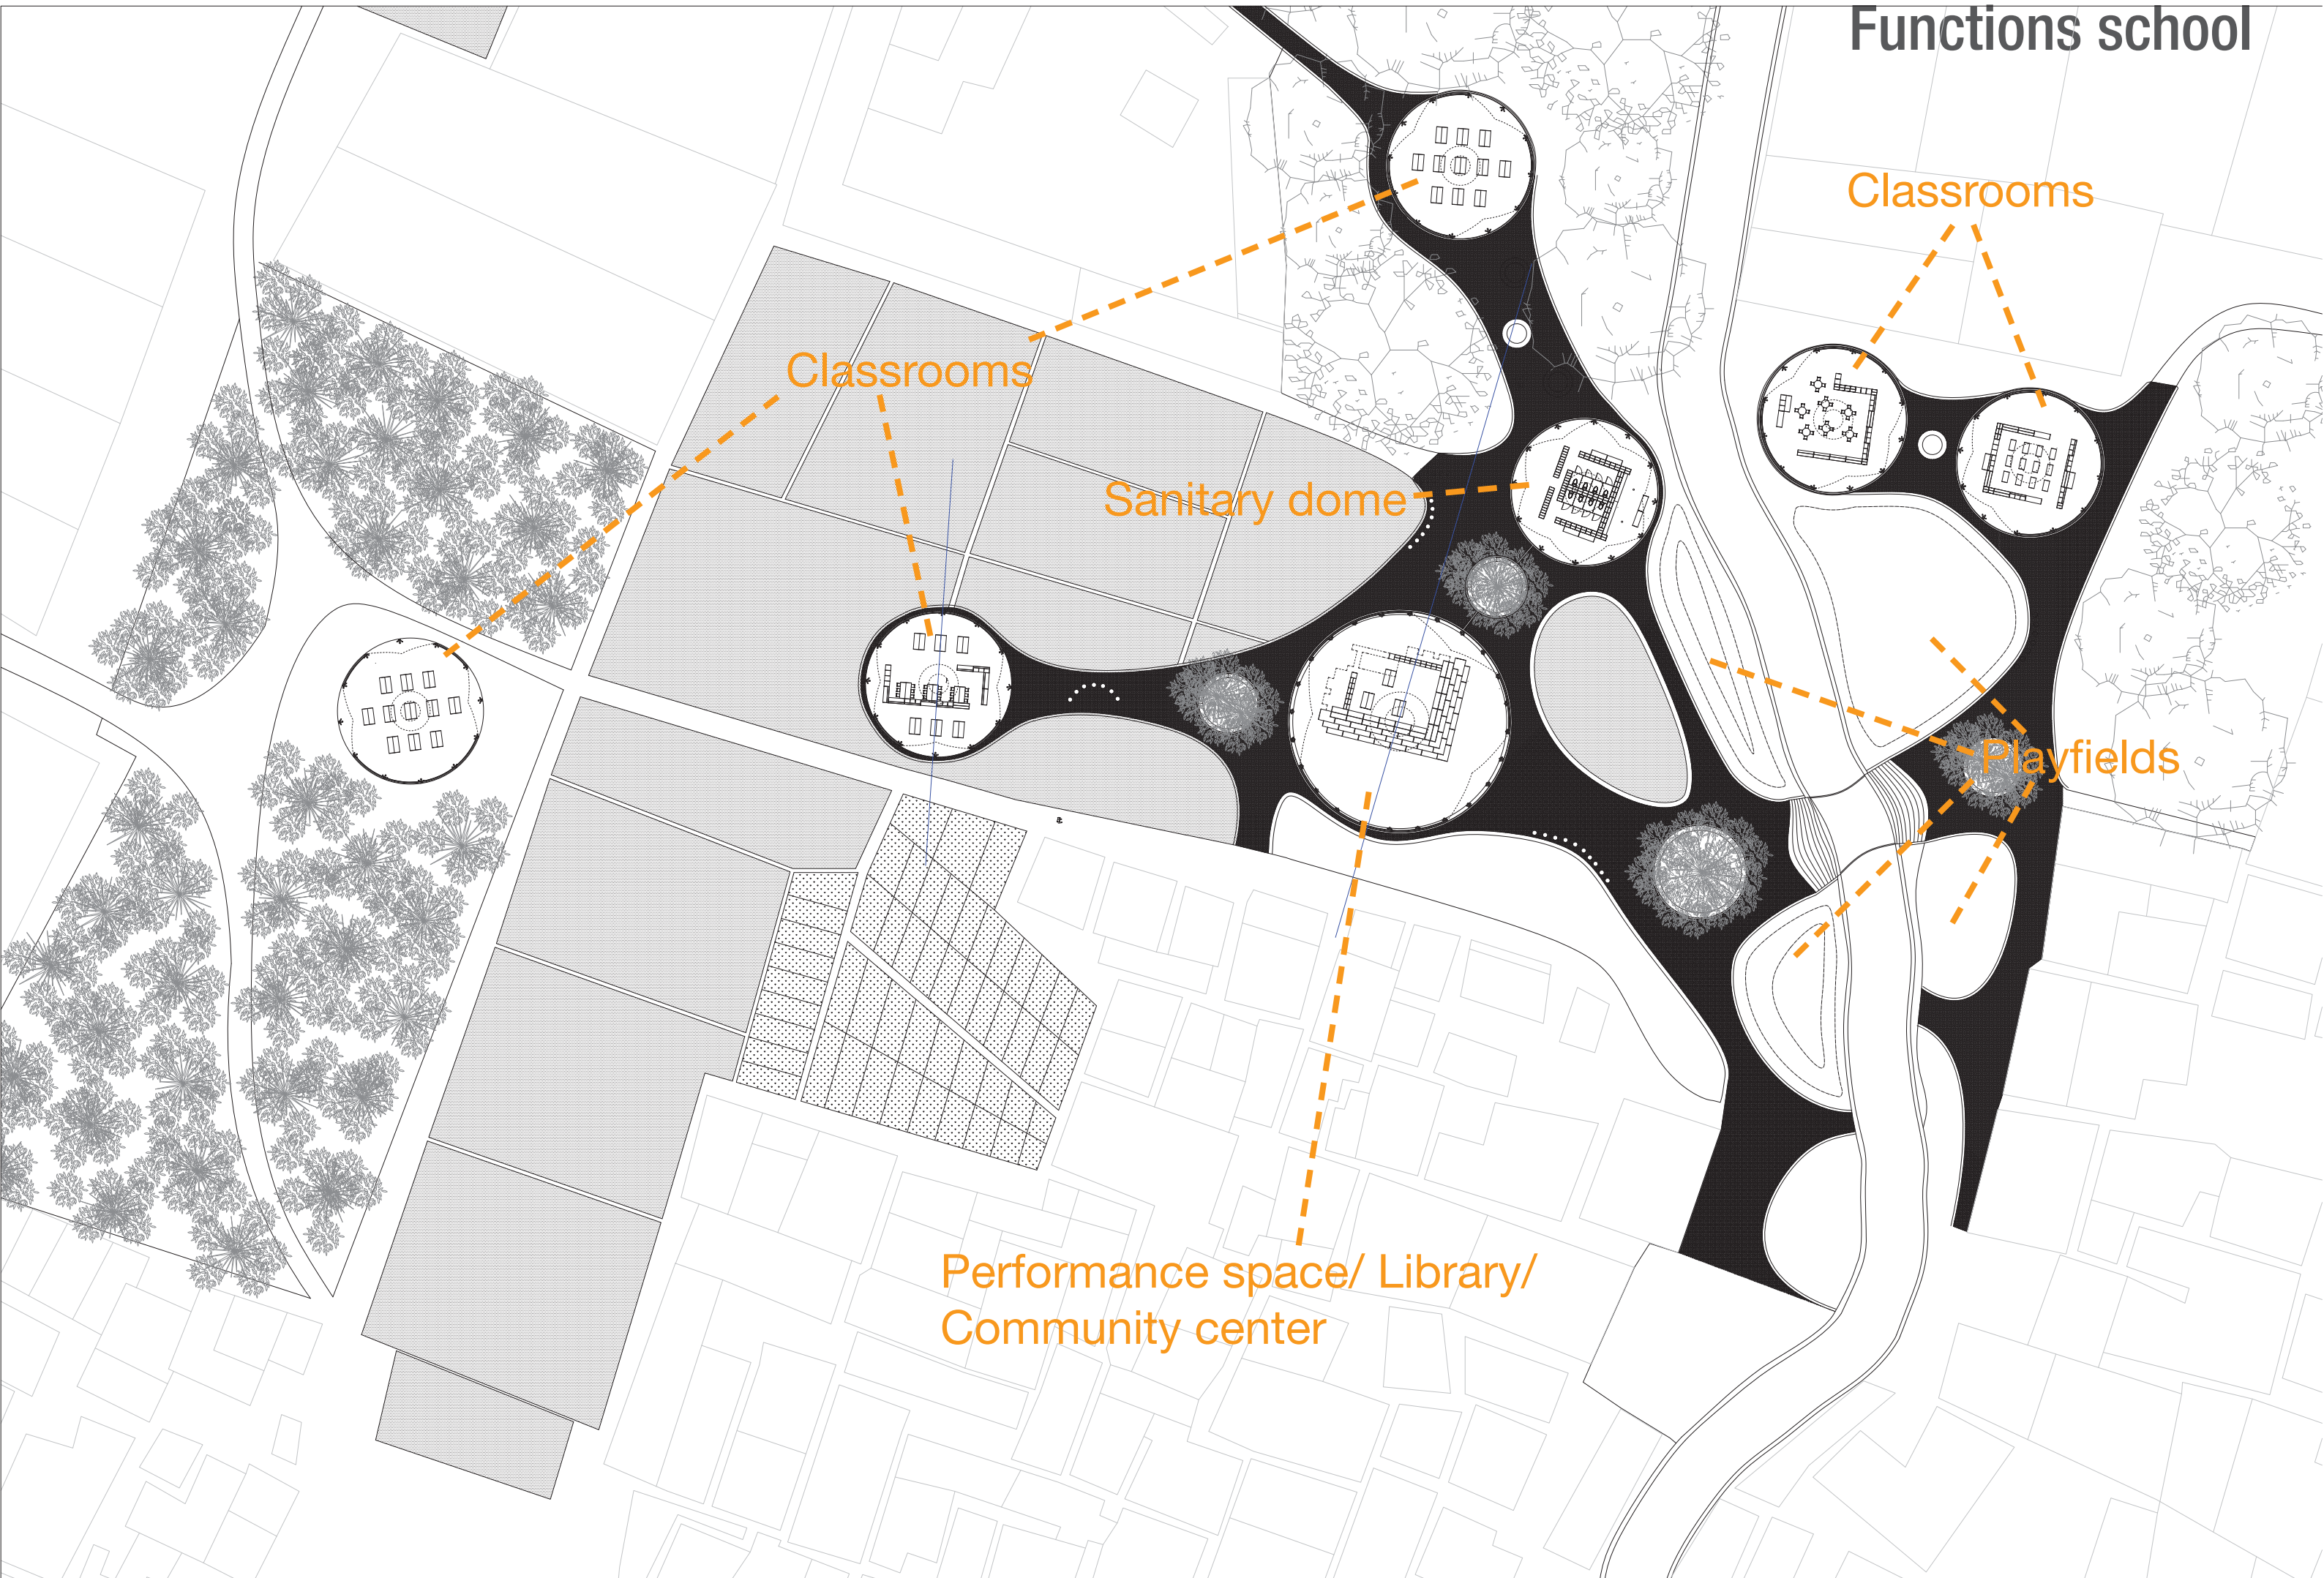 Functions school
Classrooms
Classrooms
Sanitary dome
Playfields
Performance space/ Library/
Community center